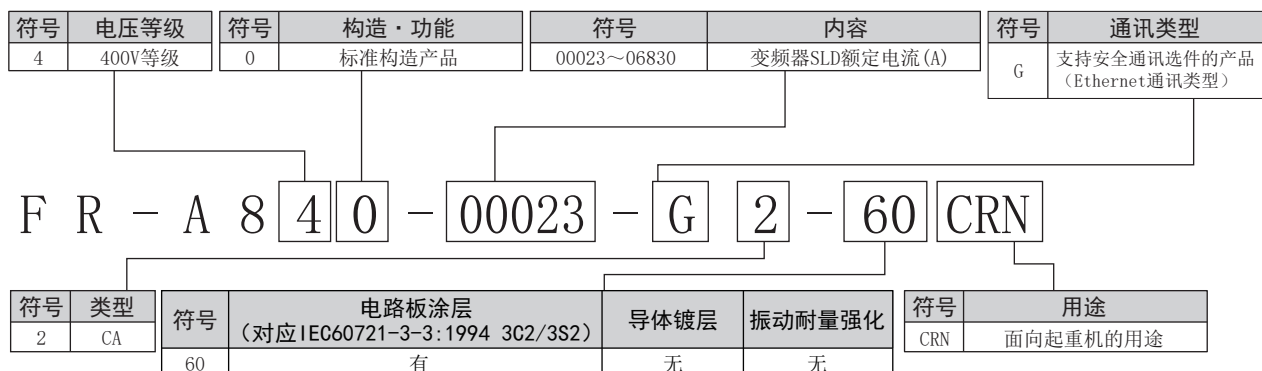 符号 电压等级
4 400V等级
符号 构造・功能
0 标准构造产品
符号 内容
00023～06830 变频器SLD额定电流(A)
符号 通讯类型
G 支持安全通讯选件的产品
（Ethernet通讯类型）
FR-A840-00023-G2-60CRN
符号 类型
2 CA
符号 电路板涂层
（对应IEC60721-3-3:1994 3C2/3S2） 导体镀层 振动耐量强化
60 有 无 无
符号 用途
CRN 面向起重机的用途